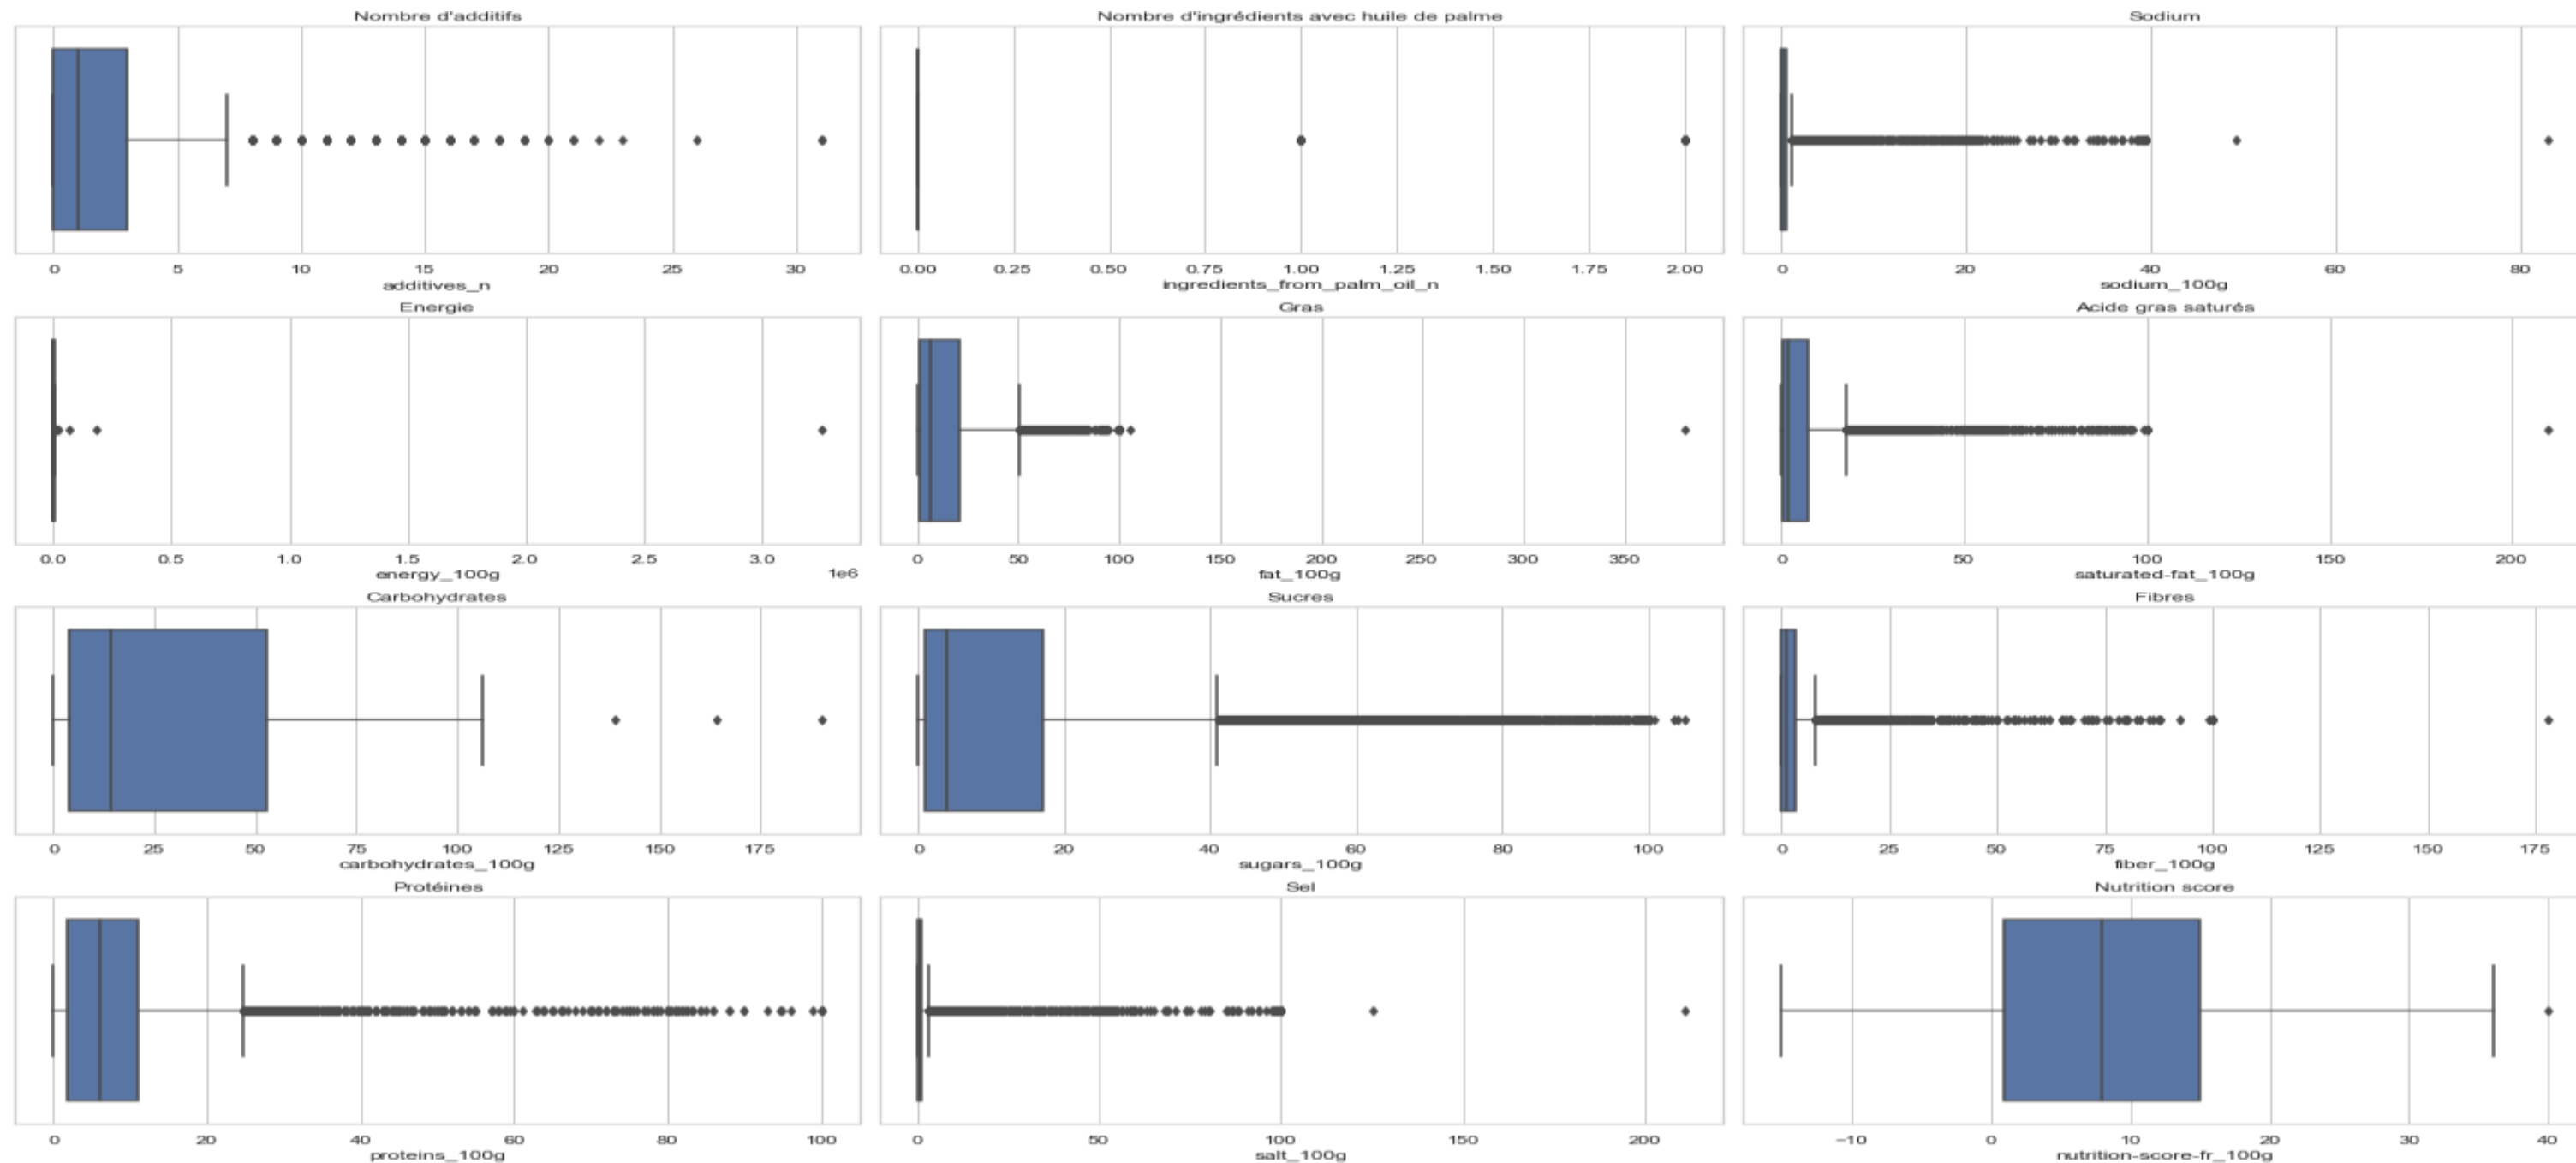 Nombre d'additifs
Nombre d'ingrédients avec huile de palme
Sodium
0 5 10 15 20 25 30
0.00 0.25 0.50 0.75 1.00 1.25 1.50 1.75 2.00
0 20 40 60 80
additives_n
ingredients_from_palm_oil_n
sodium_100g
Energie
Gras
Acide gras saturés
0.0 0.5 1.0 1.5 2.0 2.5 3.0
1e6
0 50 100 150 200 250 300 350
0 50 100 150 200
energy_100g
fat_100g
saturated-fat_100g
Carbohydrates
Sucres
Fibres
0 25 50 75 100 125 150 175
0 20 40 60 80 100
0 25 50 75 100 125 150 175
carbohydrates_100g
sugars_100g
fiber_100g
Protéines
Sel
Nutrition score
0 20 40 60 80 100
0 50 100 150 200
−10 0 10 20 30 40
proteins_100g
salt_100g
nutrition-score-fr_100g